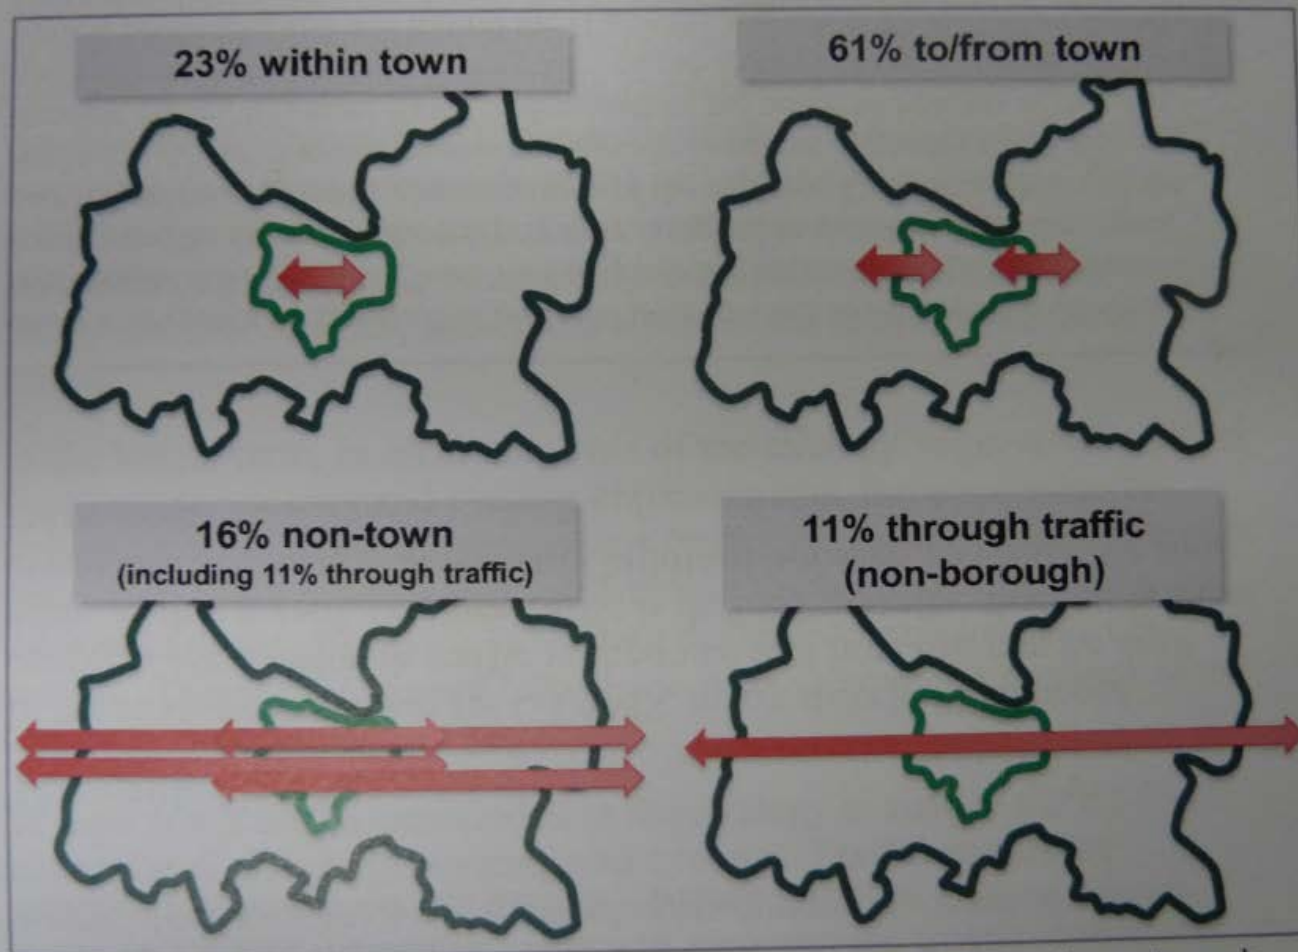 23% within town
61% to/from town
16% non-town
(including 11% through traffic)
11% through traffic
(non-borough)